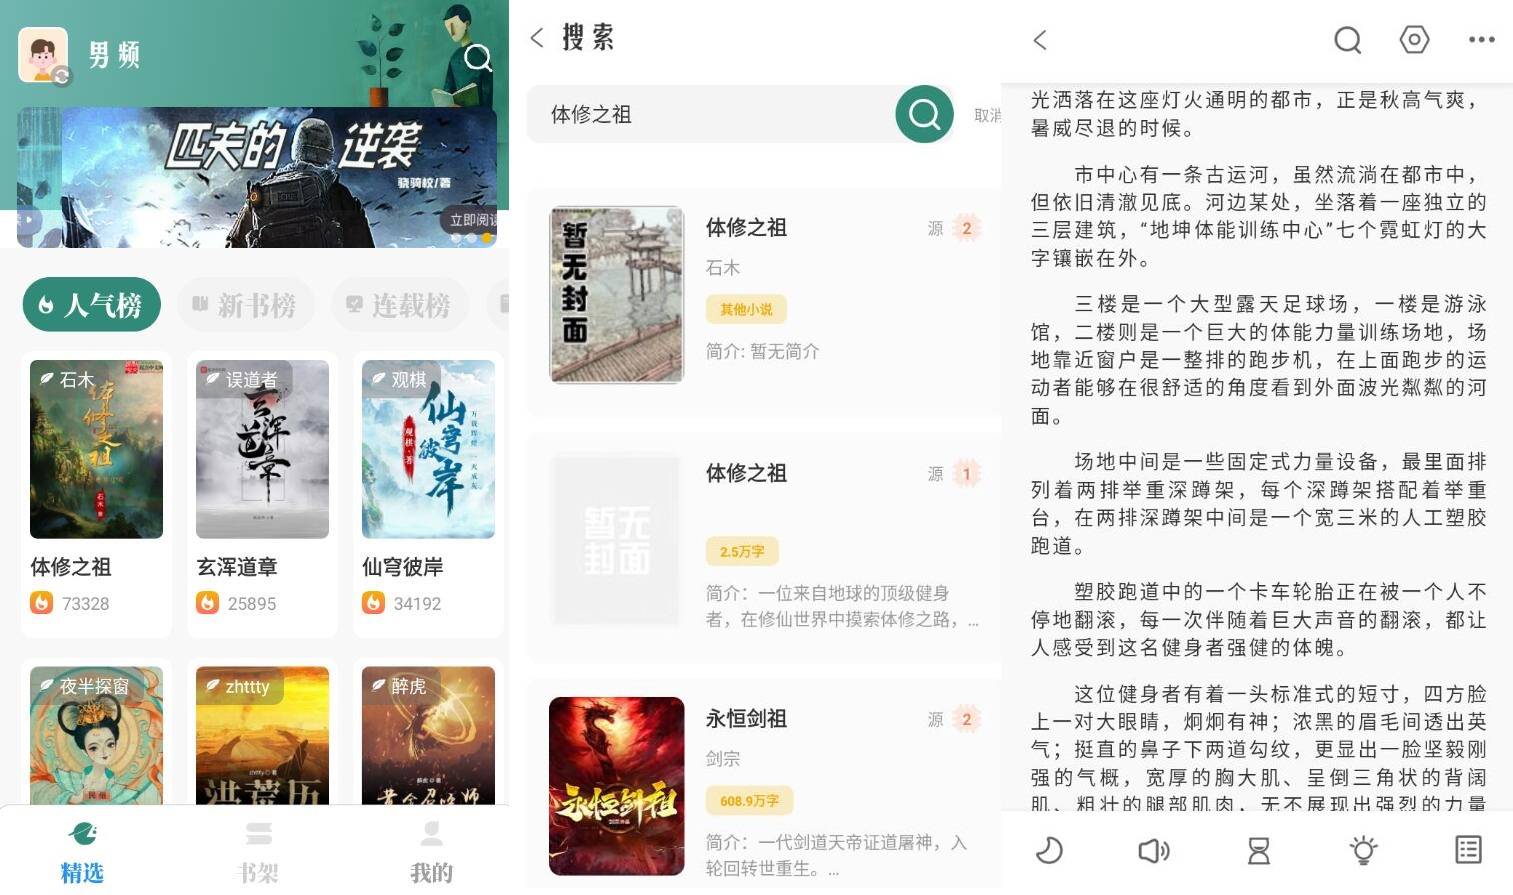 男频
匹夫的逆袭
骁骑校/著
立即阅读
人气榜
新书榜
连载榜
石木
体修之祖
石木 著
误道者
玄浑道章
观棋
仙穹彼岸
观棋·著
体修之祖
玄浑道章
仙穹彼岸
73328
25895
34192
夜半探窗
zhttty
醉虎
zhttty 著
醉虎 著
洪荒历
黄金召唤师
精选
书架
我的
搜索
体修之祖
取消
暂无封面
体修之祖
源 2
石木
其他小说
简介: 暂无简介
暂无
封面
体修之祖
源 1
2.5万字
简介：一位来自地球的顶级健身
者，在修仙世界中摸索体修之路，...
永恒剑祖
永恒剑祖
源 2
剑宗
608.9万字
简介：一代剑道天帝证道屠神，入
轮回转世重生。...
光洒落在这座灯火通明的都市，正是秋高气爽，
暑威尽退的时候。
市中心有一条古运河，虽然流淌在都市中，
但依旧清澈见底。河边某处，坐落着一座独立的
三层建筑，“地坤体能训练中心”七个霓虹灯的大
字镶嵌在外。
三楼是一个大型露天足球场，一楼是游泳
馆，二楼则是一个巨大的体能力量训练场地，场
地靠近窗户是一整排的跑步机，在上面跑步的运
动者能够在很舒适的角度看到外面波光粼粼的河
面。
场地中间是一些固定式力量设备，最里面排
列着两排举重深蹲架，每个深蹲架搭配着举重
台，在两排深蹲架中间是一个宽三米的人工塑胶
跑道。
塑胶跑道中的一个卡车轮胎正在被一个人不
停地翻滚，每一次伴随着巨大声音的翻滚，都让
人感受到这名健身者强健的体魄。
这位健身者有着一头标准式的短寸，四方脸
上一对大眼睛，炯炯有神；浓黑的眉毛间透出英
气；挺直的鼻子下两道勾纹，更显出一脸坚毅刚
强的气概，宽厚的胸大肌、呈倒三角状的背阔
肌、粗壮的腿部肌肉，无不展现出强烈的力量